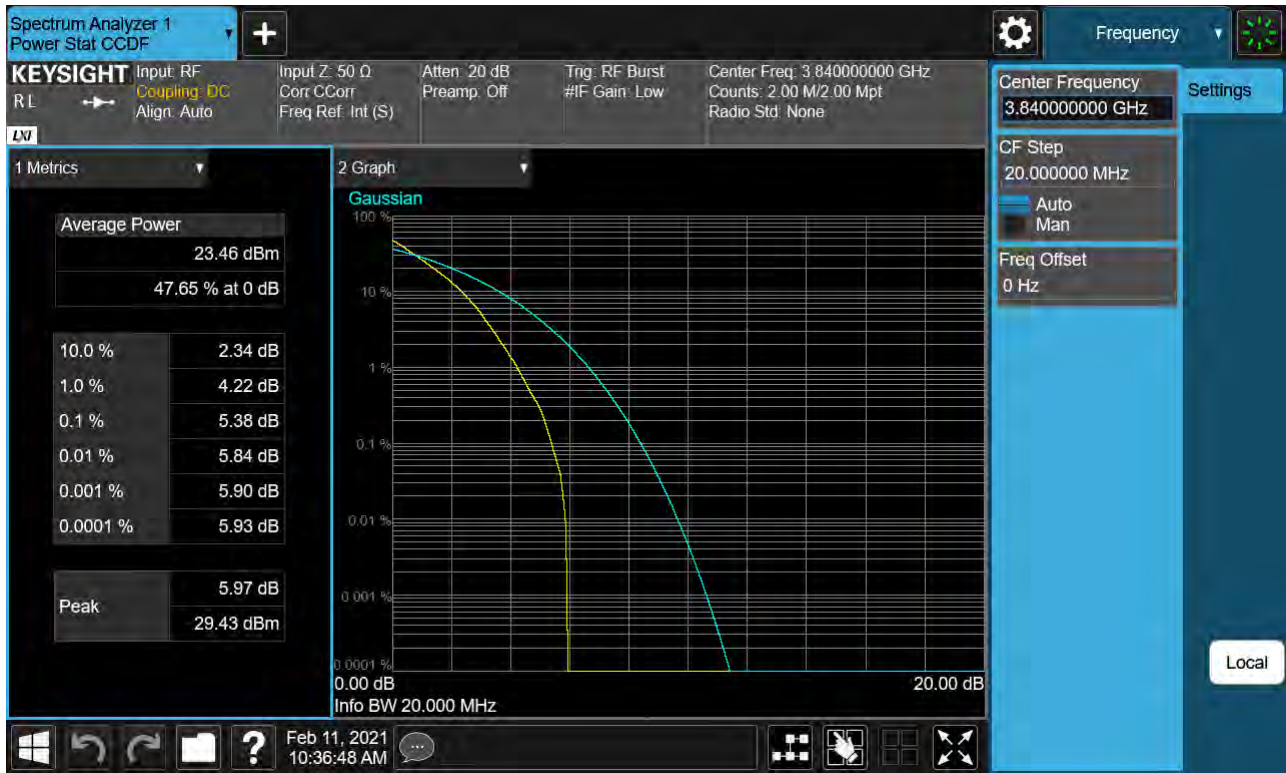 Spectrum Analyzer 1
Power Stat CCDF
+
Frequency
KEYSIGHT
RL
LXI
Input: RF
Coupling: DC
Align: Auto
Input Z: 50 Ω
Corr CCorr
Freq Ref: Int (S)
Atten: 20 dB
Preamp: Off
Trig: RF Burst
#IF Gain: Low
Center Freq: 3.840000000 GHz
Counts: 2.00 M/2.00 Mpt
Radio Std: None
Center Frequency
3.840000000 GHz
Settings
CF Step
20.000000 MHz
Auto
Man
Freq Offset
0 Hz
1 Metrics
Average Power
23.46 dBm
47.65 % at 0 dB
10.0 % 2.34 dB
1.0 % 4.22 dB
0.1 % 5.38 dB
0.01 % 5.84 dB
0.001 % 5.90 dB
0.0001 % 5.93 dB
Peak
5.97 dB
29.43 dBm
2 Graph
Gaussian
100 %
10 %
1 %
0.1 %
0.01 %
0.001 %
0.0001 %
0.00 dB 20.00 dB
Info BW 20.000 MHz
Local
?
Feb 11, 2021
10:36:48 AM